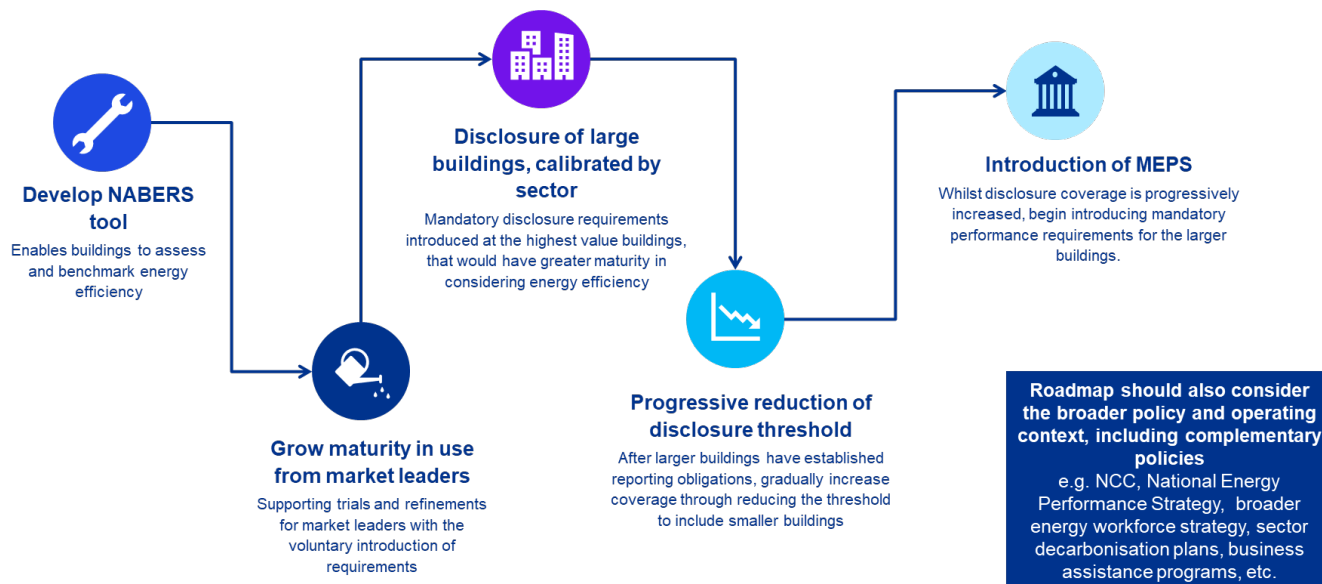 Develop NABERS
tool
Enables buildings to assess
and benchmark energy
efficiency
Grow maturity in use
from market leaders
Supporting trials and refinements
for market leaders with the
voluntary introduction of
requirements
Disclosure of large
buildings, calibrated by
sector
Mandatory disclosure requirements
introduced at the highest value buildings,
that would have greater maturity in
considering energy efficiency
Progressive reduction of
disclosure threshold
After larger buildings have established
reporting obligations, gradually increase
coverage through reducing the threshold
to include smaller buildings
Introduction of MEPS
Whilst disclosure coverage is progressively
increased, begin introducing mandatory
performance requirements for the larger
buildings.
Roadmap should also consider
the broader policy and operating
context, including complementary
policies
e.g. NCC, National Energy
Performance Strategy, broader
energy workforce strategy, sector
decarbonisation plans, business
assistance programs, etc.